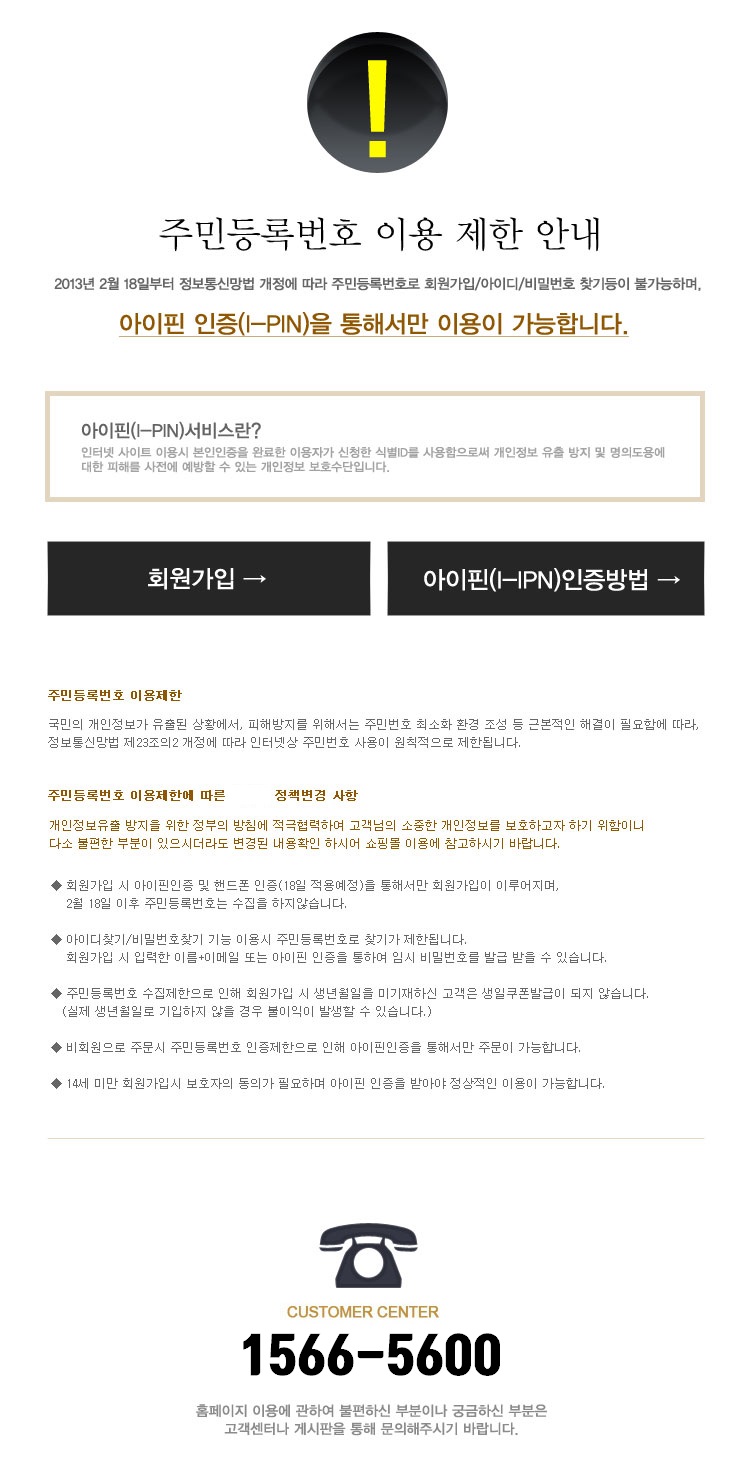 !
주민등록번호 이용 제한 안내
2013년 2월 18일부터 정보통신망법 개정에 따라 주민등록번호로 회원가입/아이디/비밀번호 찾기등이 불가능하며,
아이핀 인증(I-PIN)을 통해서만 이용이 가능합니다.
아이핀(I-PIN)서비스란?
인터넷 사이트 이용시 본인인증을 완료한 이용자가 신청한 식별ID를 사용함으로써 개인정보 유출 방지 및 명의도용에
대한 피해를 사전에 예방할 수 있는 개인정보 보호수단입니다.
회원가입 →
아이핀(I-IPN)인증방법 →
주민등록번호 이용제한
국민의 개인정보가 유출된 상황에서, 피해방지를 위해서는 주민번호 최소화 환경 조성 등 근본적인 해결이 필요함에 따라,
정보통신망법 제23조의2 개정에 따라 인터넷상 주민번호 사용이 원칙적으로 제한됩니다.
주민등록번호 이용제한에 따른 정책변경 사항
개인정보유출 방지을 위한 정부의 방침에 적극협력하여 고객님의 소중한 개인정보를 보호하고자 하기 위함이니
다소 불편한 부분이 있으시더라도 변경된 내용확인 하시어 쇼핑몰 이용에 참고하시기 바랍니다.
◆ 회원가입 시 아이핀인증 및 핸드폰 인증(18일 적용예정)을 통해서만 회원가입이 이루어지며,
2월 18일 이후 주민등록번호는 수집을 하지않습니다.
◆ 아이디찾기/비밀번호찾기 기능 이용시 주민등록번호로 찾기가 제한됩니다.
회원가입 시 입력한 이름+이메일 또는 아이핀 인증을 통하여 임시 비밀번호를 발급 받을 수 있습니다.
◆ 주민등록번호 수집제한으로 인해 회원가입 시 생년월일을 미기재하신 고객은 생일쿠폰발급이 되지 않습니다.
(실제 생년월일로 기입하지 않을 경우 불이익이 발생할 수 있습니다.)
◆ 비회원으로 주문시 주민등록번호 인증제한으로 인해 아이핀인증을 통해서만 주문이 가능합니다.
◆ 14세 미만 회원가입시 보호자의 동의가 필요하며 아이핀 인증을 받아야 정상적인 이용이 가능합니다.
CUSTOMER CENTER
1566-5600
홈페이지 이용에 관하여 불편하신 부분이나 궁금하신 부분은
고객센터나 게시판을 통해 문의해주시기 바랍니다.